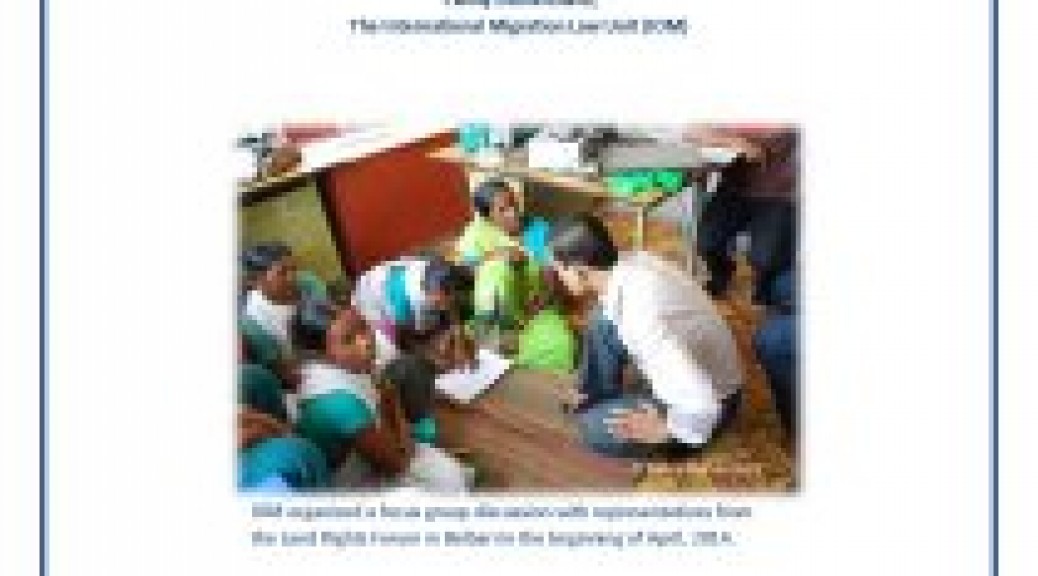 The International Migration Law Unit (IOM)
IOM organized a focus group discussion with representatives from
the Land Rights Forum in the beginning of April, 2014.